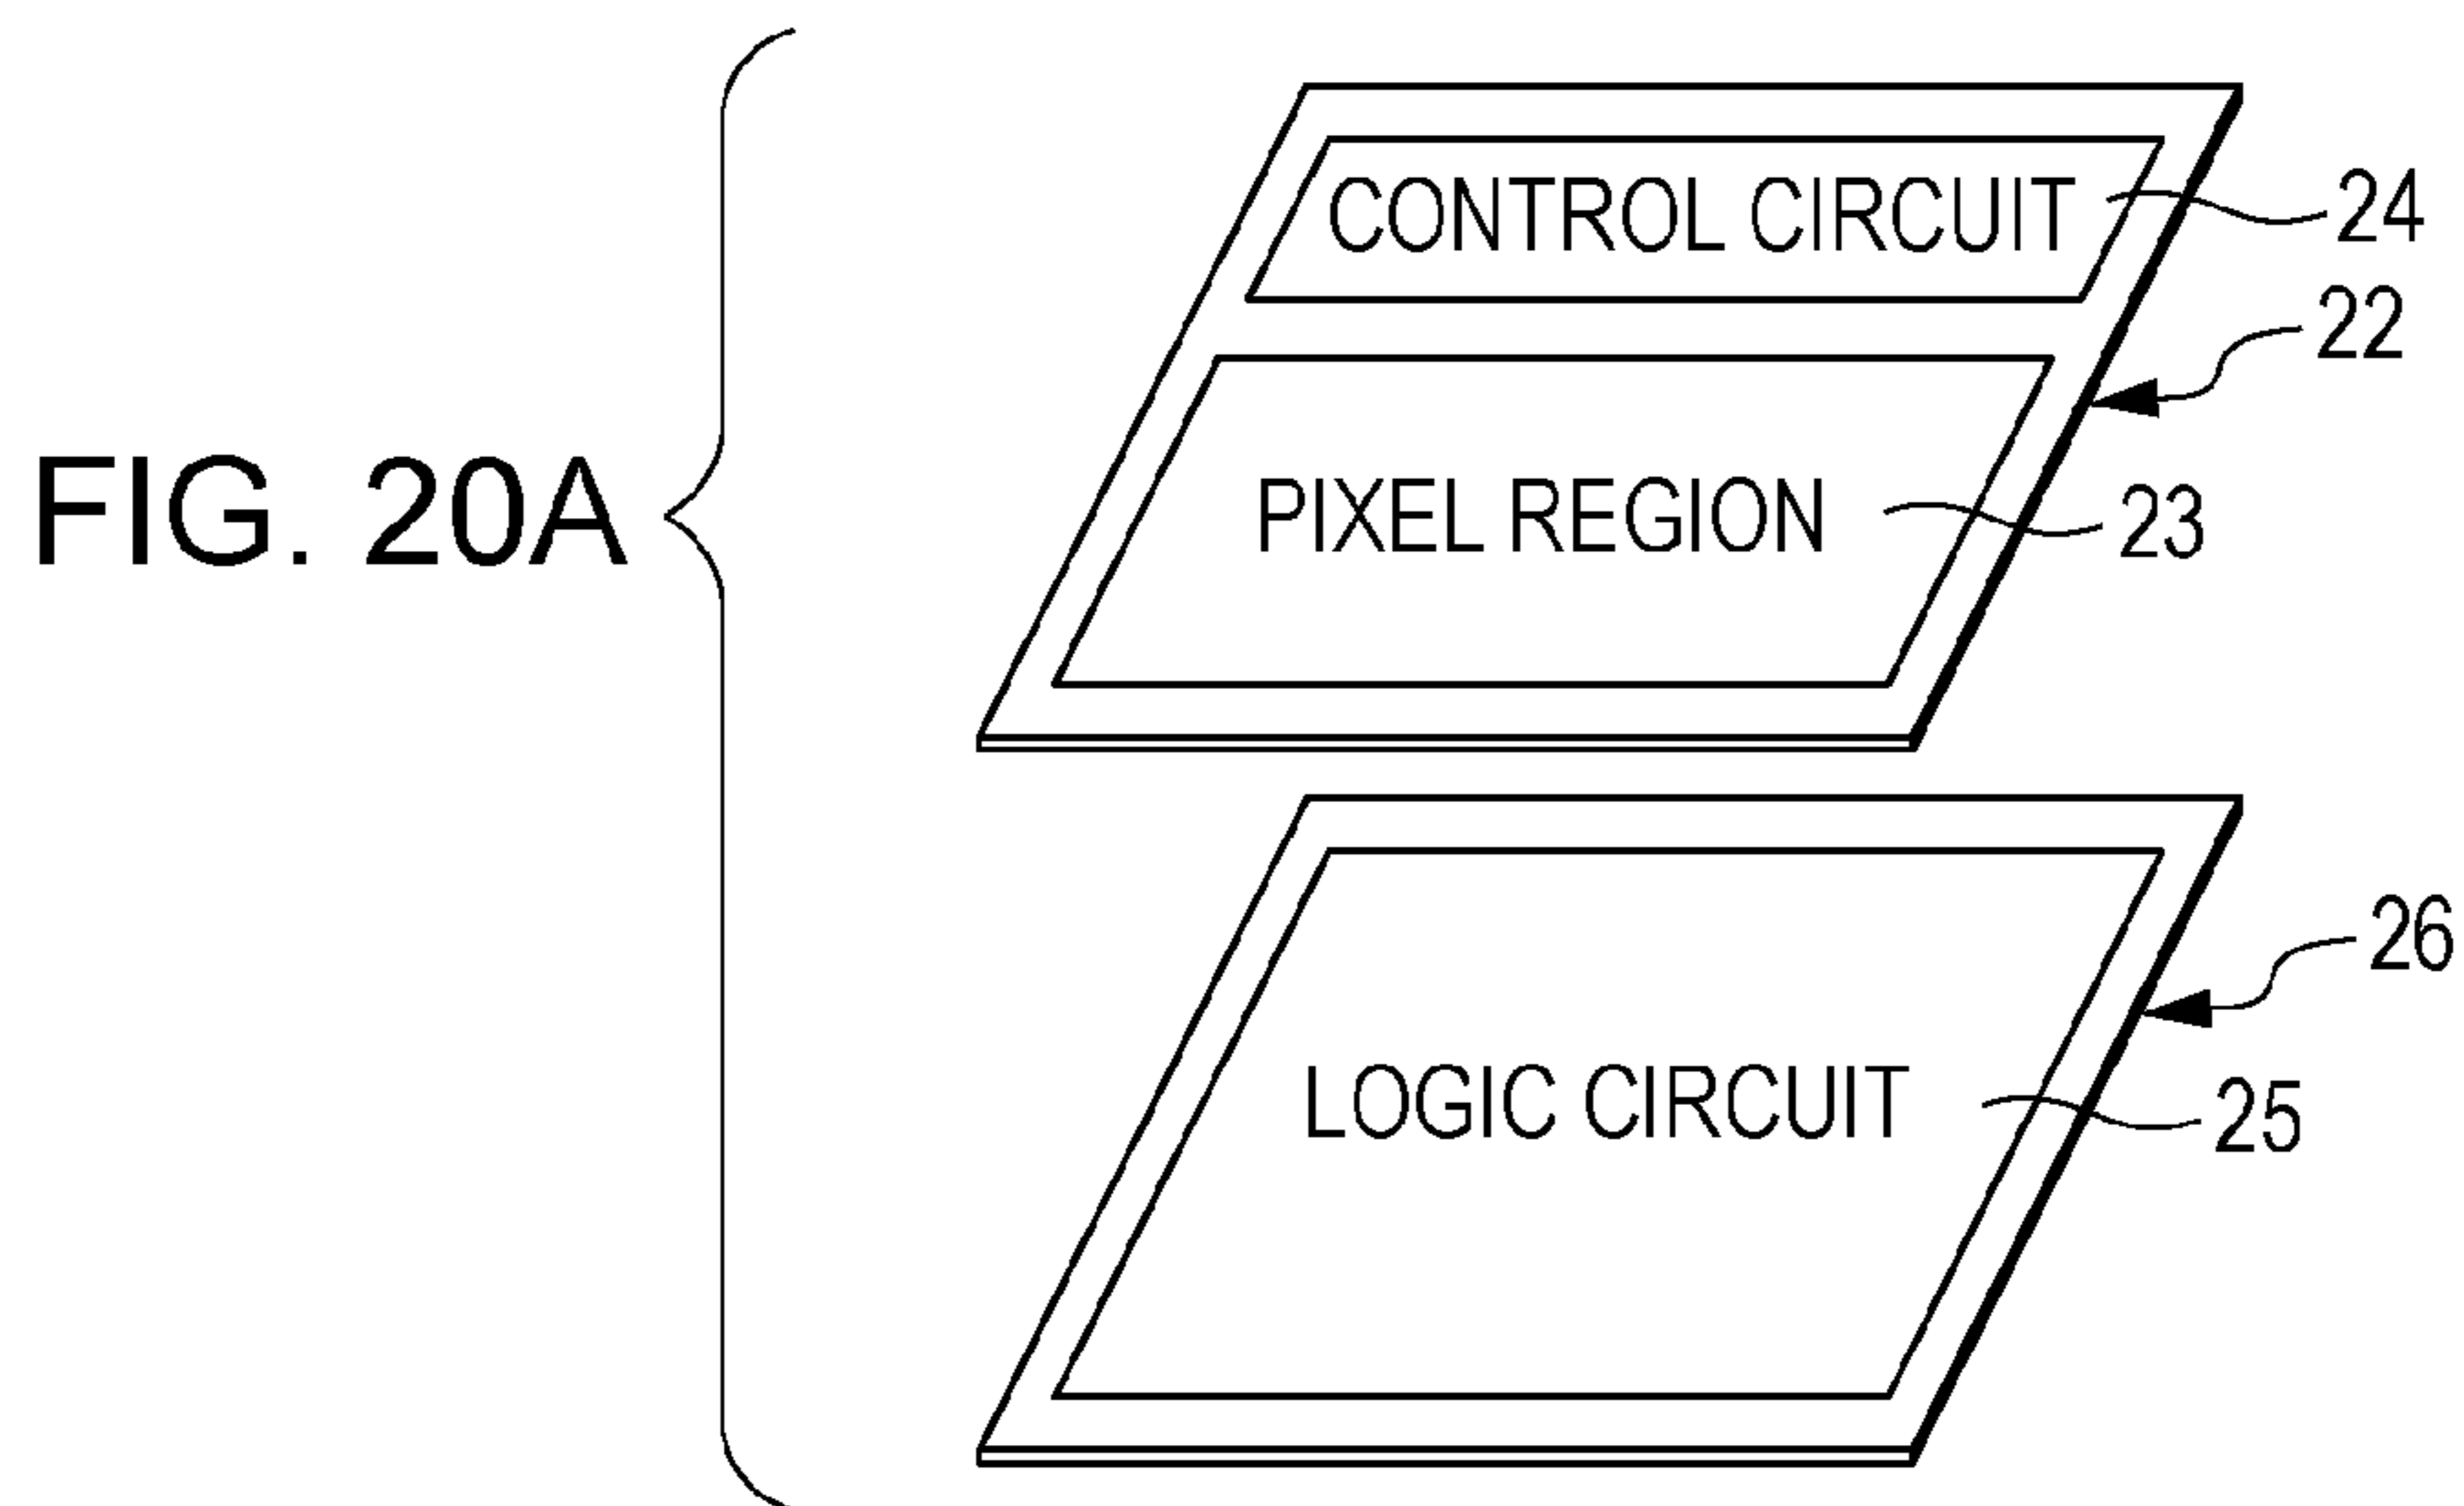 FIG. 20A
CONTROL CIRCUIT
24
22
PIXEL REGION
23
26
LOGIC CIRCUIT
25